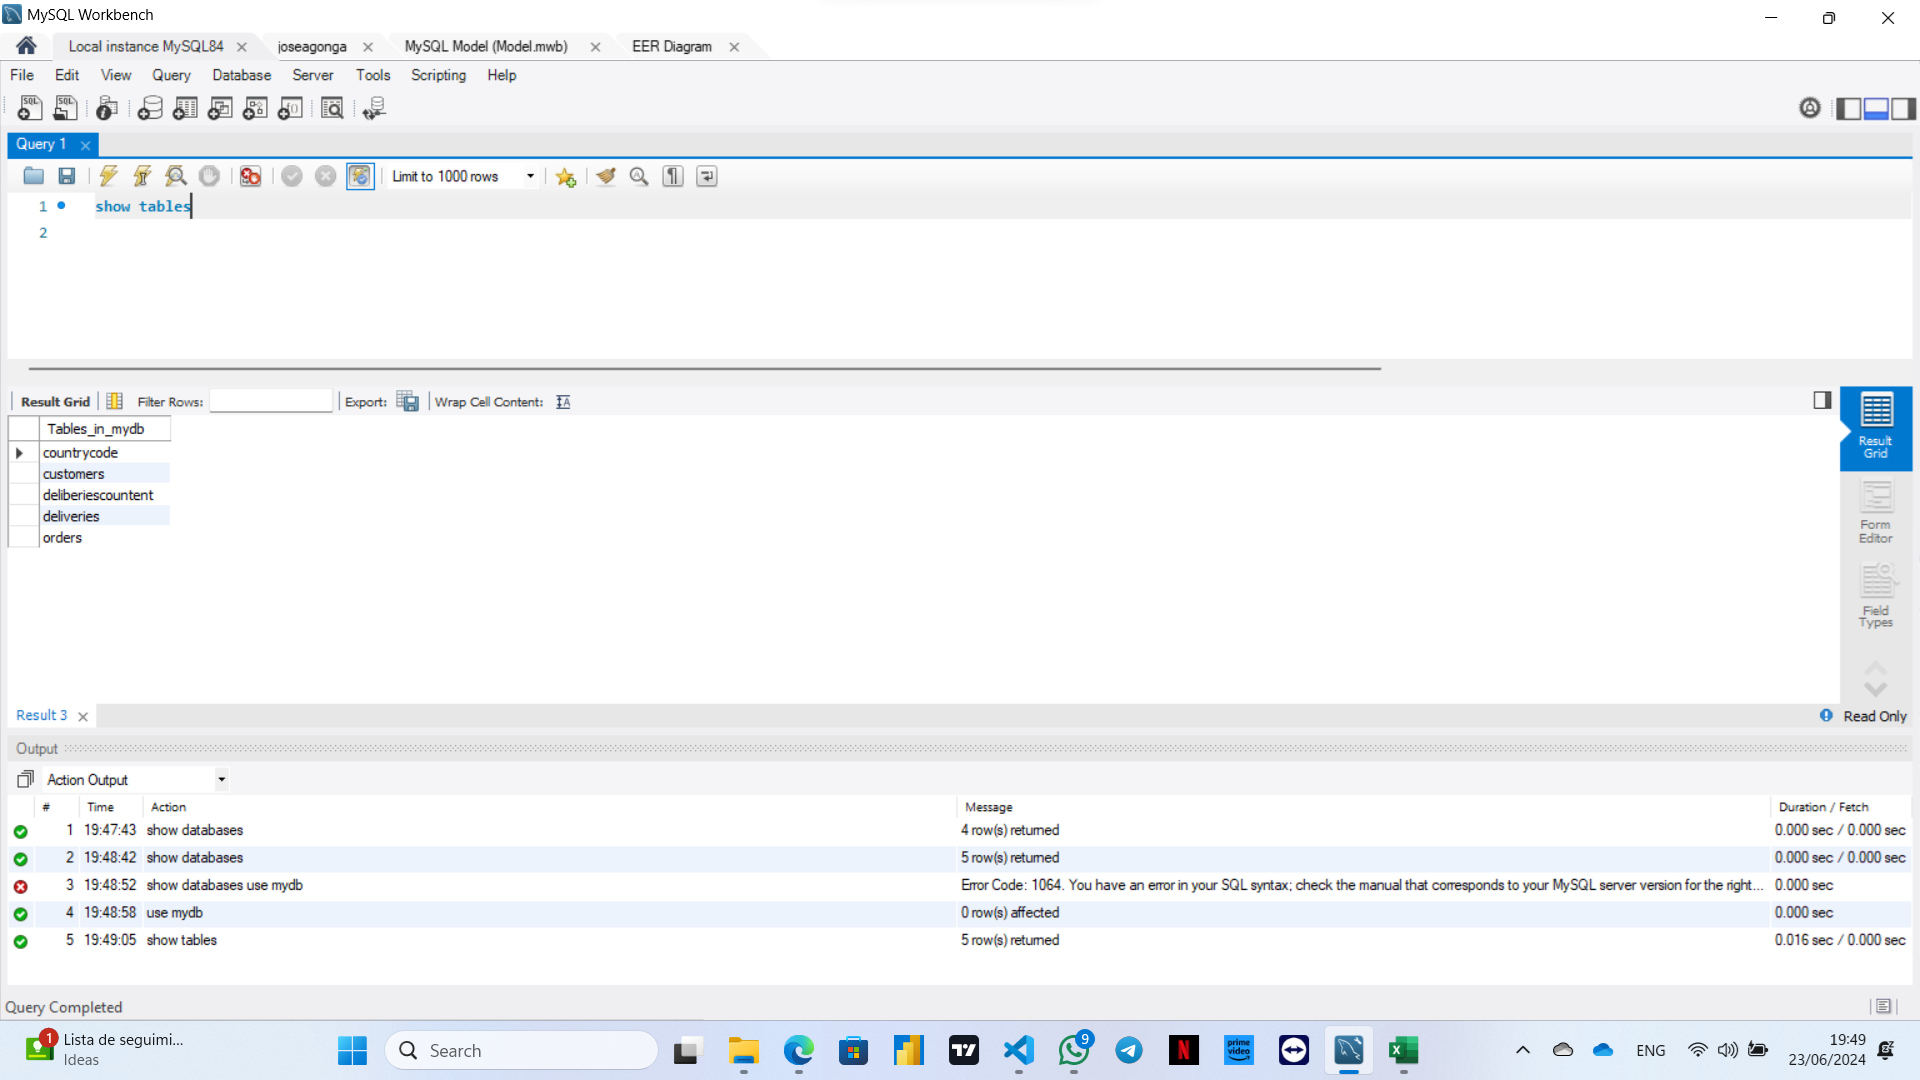 MySQL Workbench
Local instance MySQL84
joseagonga
MySQL Model (Model.mwb)
EER Diagram
File Edit View Query Database Server Tools Scripting Help
Query 1
Limit to 1000 rows
1 show tables
2
Result Grid Filter Rows: Export: Wrap Cell Content:
Tables_in_mydb
countrycode
customers
deliberiescountent
deliveries
orders
Result Grid
Form Editor
Field Types
Result 3
Read Only
Output
Action Output
# Time Action Message Duration / Fetch
1 19:47:43 show databases 4 row(s) returned 0.000 sec / 0.000 sec
2 19:48:42 show databases 5 row(s) returned 0.000 sec / 0.000 sec
3 19:48:52 show databases use mydb Error Code: 1064. You have an error in your SQL syntax; check the manual that corresponds to your MySQL server version for the right... 0.000 sec
4 19:48:58 use mydb 0 row(s) affected 0.000 sec
5 19:49:05 show tables 5 row(s) returned 0.016 sec / 0.000 sec
Query Completed
1
Lista de seguimi...
Ideas
Search
9
prime video
ENG
19:49
23/06/2024